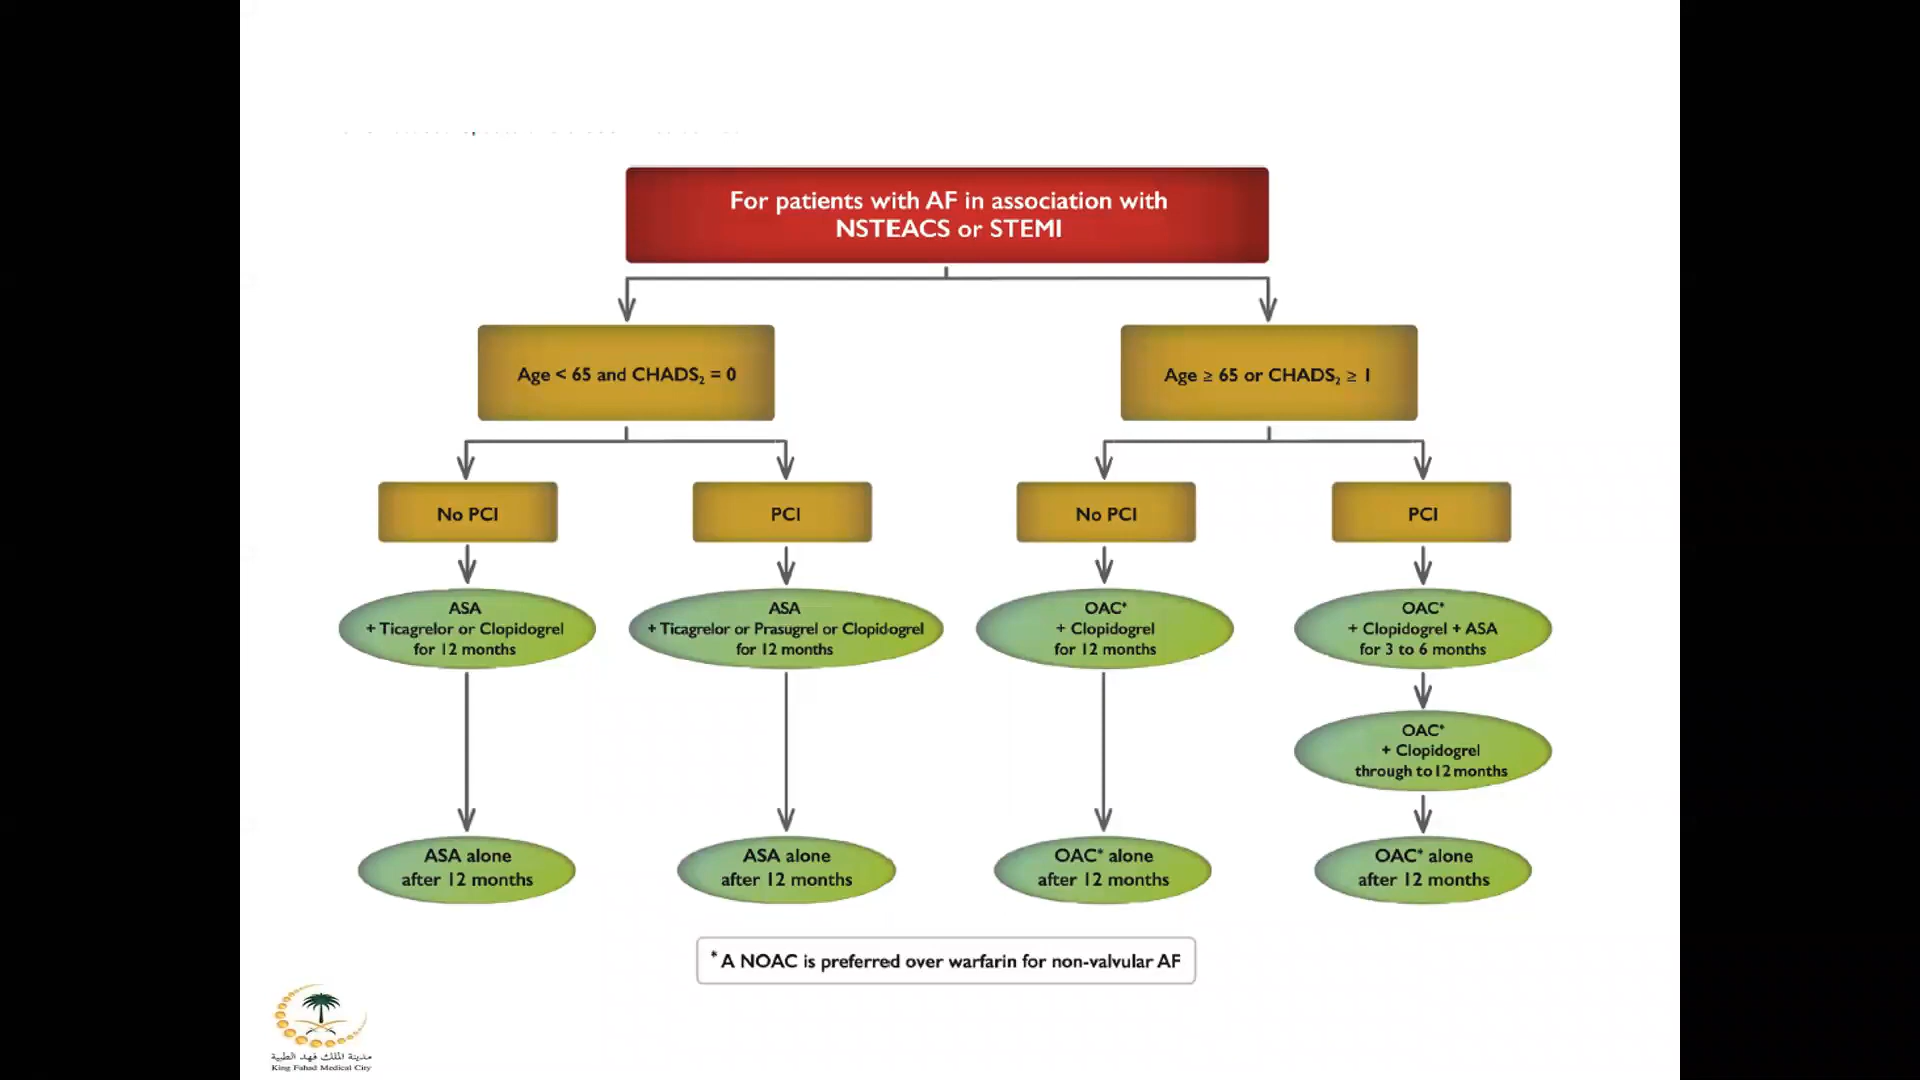 For patients with AF in association with
NSTEACS or STEMI
Age < 65 and CHADS₂ = 0
Age ≥ 65 or CHADS₂ ≥ 1
No PCI
PCI
No PCI
PCI
ASA
+ Ticagrelor or Clopidogrel
for 12 months
ASA
+ Ticagrelor or Prasugrel or Clopidogrel
for 12 months
OAC*
+ Clopidogrel
for 12 months
OAC*
+ Clopidogrel + ASA
for 3 to 6 months
OAC*
+ Clopidogrel
through to 12 months
ASA alone
after 12 months
ASA alone
after 12 months
OAC* alone
after 12 months
OAC* alone
after 12 months
* A NOAC is preferred over warfarin for non-valvular AF
مدينة الملك فهد الطبية
King Fahad Medical City